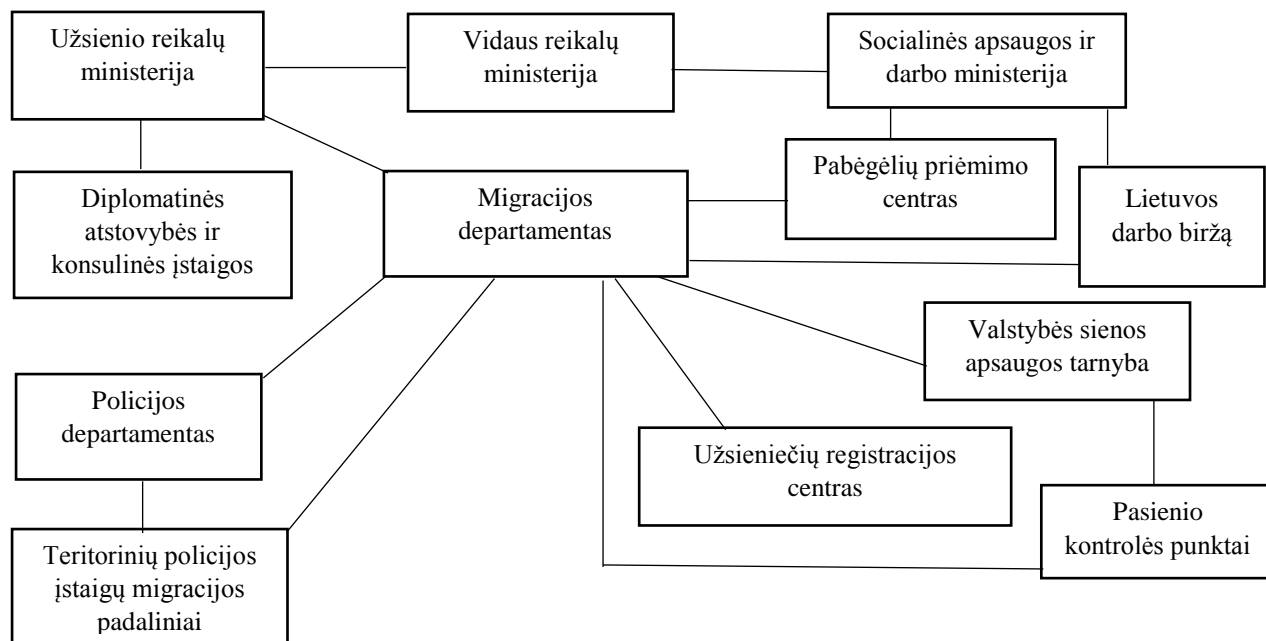 Užsienio reikalų
ministerija
Vidaus reikalų
ministerija
Socialinės apsaugos ir
darbo ministerija
Diplomatinės
atstovybės ir
konsulinės įstaigos
Migracijos
departamentas
Pabėgėlių priėmimo
centras
Lietuvos
darbo biržą
Valstybės sienos
apsaugos tarnyba
Policijos
departamentas
Užsieniečių registracijos
centras
Pasienio
kontrolės punktai
Teritorinių policijos
įstaigų migracijos
padaliniai